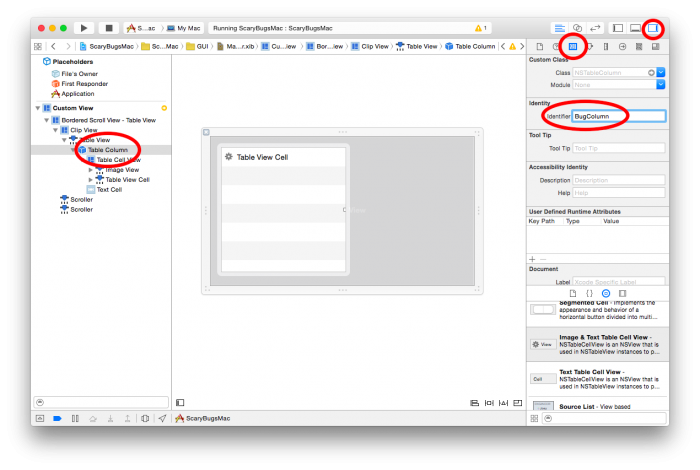 S...ac
My Mac
Running ScaryBugsMac : ScaryBugsMac
1
ScaryBugsMac
Sc...Mac
GUI
Ma...r.xib
Cu...iew
Bor...iew
Clip View
Table View
Table Column
Placeholders
File's Owner
First Responder
Application
Custom View
Bordered Scroll View - Table View
Clip View
Table View
Table Column
Table Cell View
Image View
Table View Cell
Text Cell
Scroller
Scroller
Table View Cell
View
Custom Class
Class NSTableColumn
Module None
Identity
Identifier BugColumn
Tool Tip
Tool Tip Tool Tip
Accessibility Identity
Description Description
Help Help
User Defined Runtime Attributes
Key Path Type Value
+ −
Document
Label Xcode Specific Label
Segmented Cell - Implements the
appearance and behavior of a
horizontal button divided into multi...
View
Image & Text Table Cell View -
NSTableCellView is an NSView that is
used in NSTableView instances to p...
Cell
Text Table Cell View -
NSTableCellView is an NSView that is
used in NSTableView instances to p...
Source List - View based
ScaryBugsMac